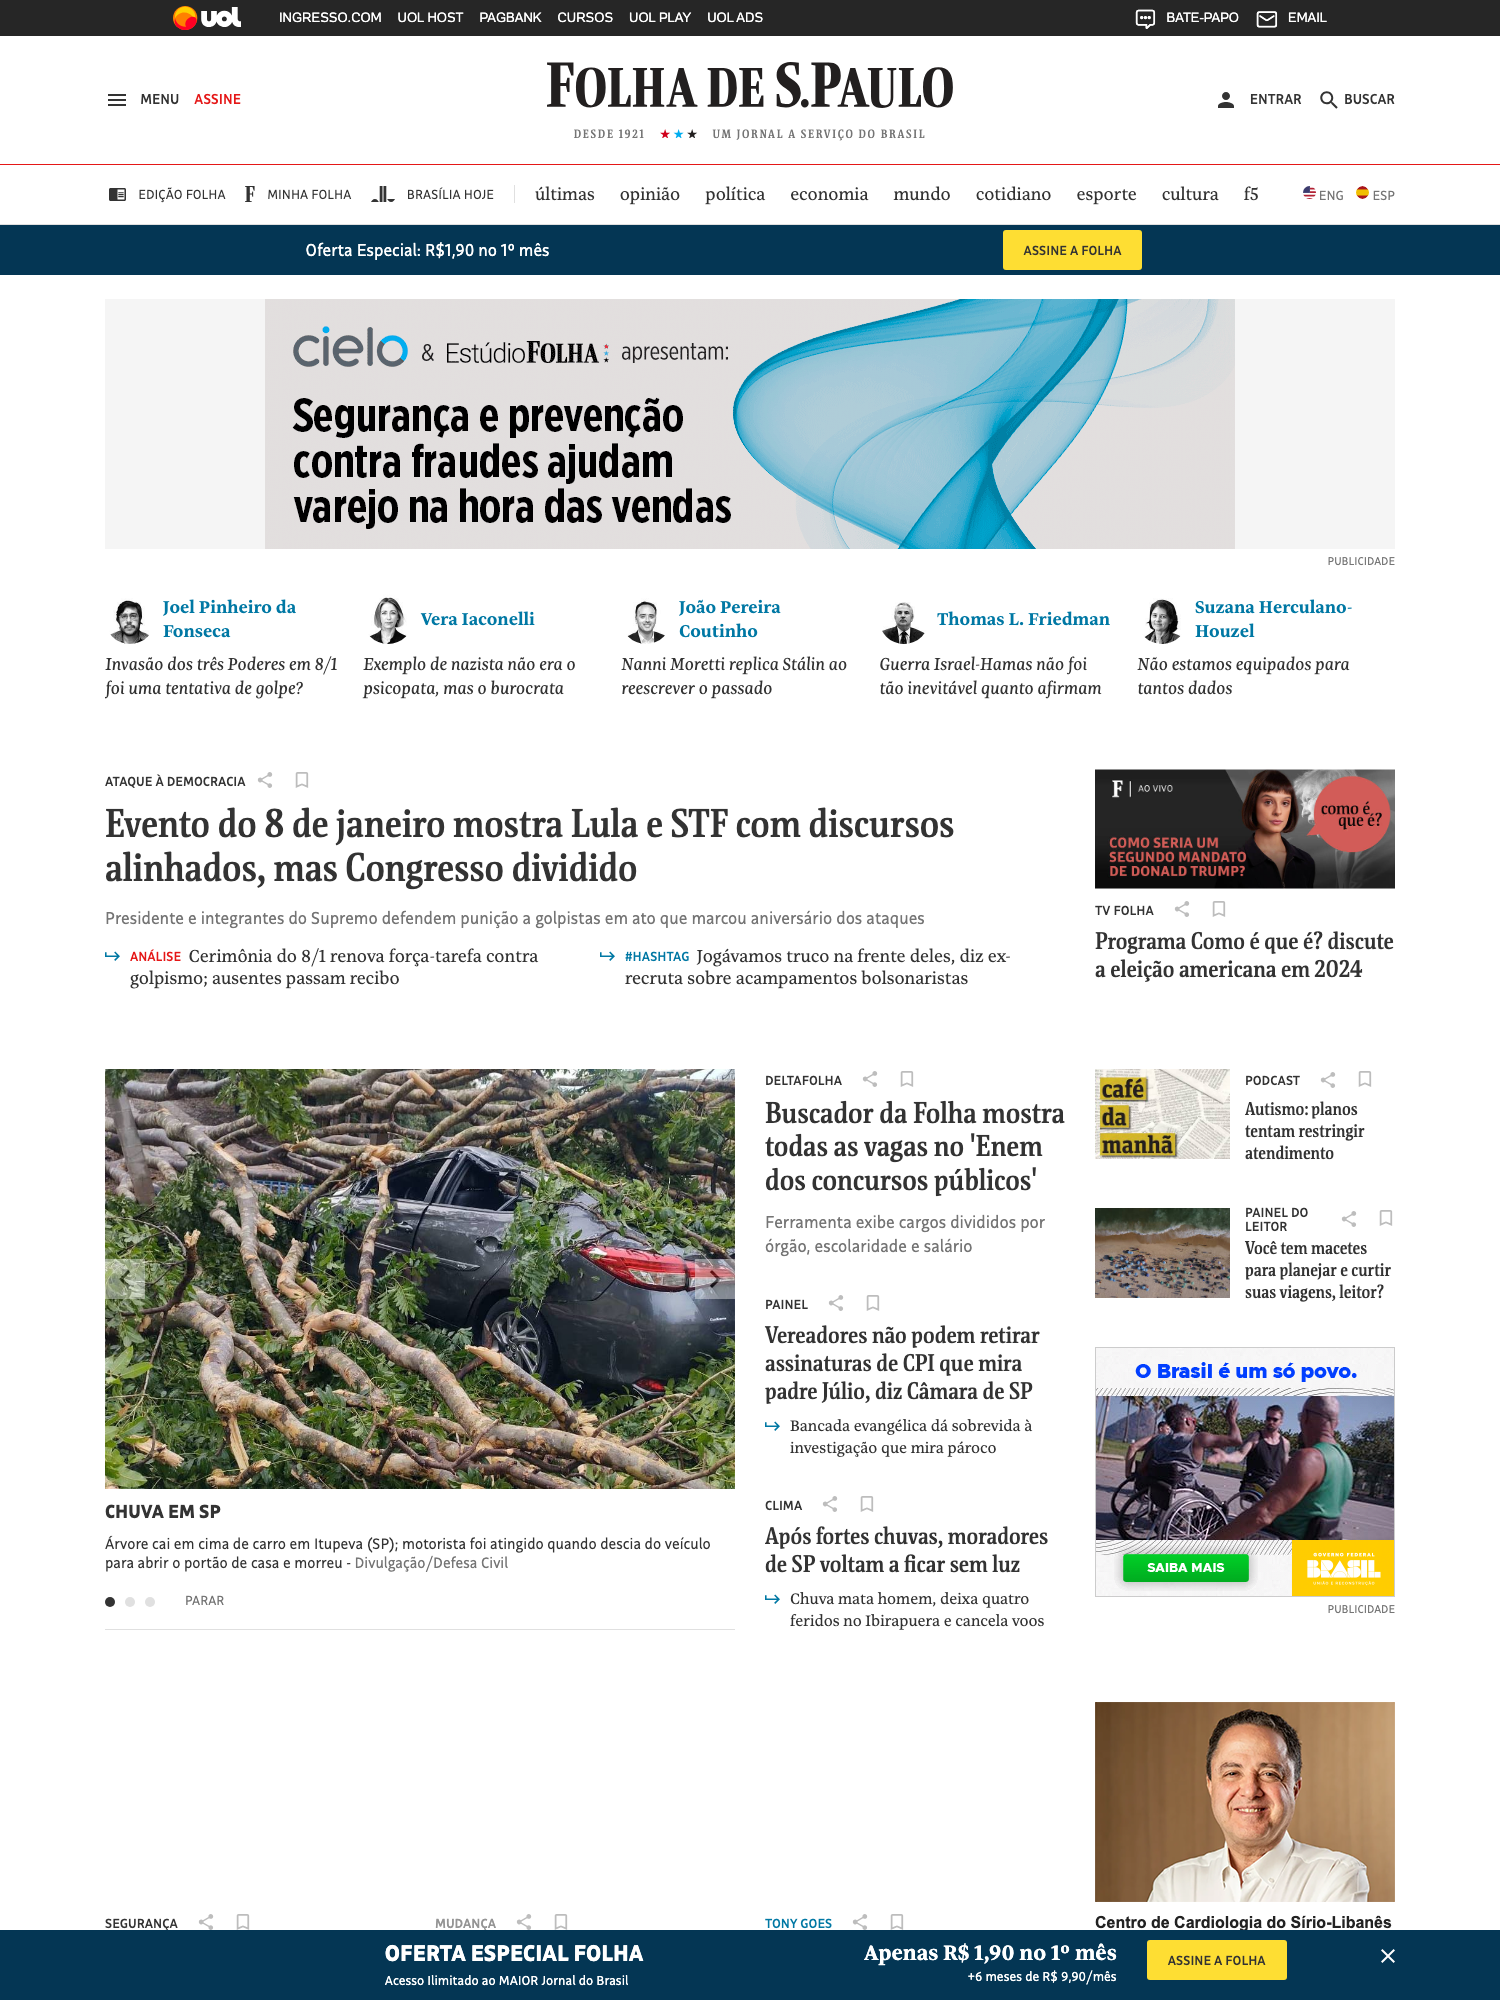 uol INGRESSO.COM UOL HOST PAGBANK CURSOS UOL PLAY UOL ADS BATE-PAPO EMAIL
MENU ASSINE
FOLHA DE S.PAULO
DESDE 1921 ★★★ UM JORNAL A SERVIÇO DO BRASIL
ENTRAR BUSCAR
EDIÇÃO FOLHA F MINHA FOLHA BRASÍLIA HOJE últimas opinião política economia mundo cotidiano esporte cultura f5 ENG ESP
Oferta Especial: R$1,90 no 1º mês ASSINE A FOLHA
cielo & EstúdioFOLHA apresentam:
Segurança e prevenção
contra fraudes ajudam
varejo na hora das vendas
PUBLICIDADE
Joel Pinheiro da
Fonseca
Invasão dos três Poderes em 8/1
foi uma tentativa de golpe?
Vera Iaconelli
Exemplo de nazista não era o
psicopata, mas o burocrata
João Pereira
Coutinho
Nanni Moretti replica Stálin ao
reescrever o passado
Thomas L. Friedman
Guerra Israel-Hamas não foi
tão inevitável quanto afirmam
Suzana Herculano-
Houzel
Não estamos equipados para
tantos dados
ATAQUE À DEMOCRACIA
Evento do 8 de janeiro mostra Lula e STF com discursos
alinhados, mas Congresso dividido
Presidente e integrantes do Supremo defendem punição a golpistas em ato que marcou aniversário dos ataques
ANÁLISE Cerimônia do 8/1 renova força-tarefa contra
golpismo; ausentes passam recibo
#HASHTAG Jogávamos truco na frente deles, diz ex-
recruta sobre acampamentos bolsonaristas
F AO VIVO
como é
que é?
COMO SERIA UM
SEGUNDO MANDATO
DE DONALD TRUMP?
TV FOLHA
Programa Como é que é? discute
a eleição americana em 2024
CHUVA EM SP
Árvore cai em cima de carro em Itupeva (SP); motorista foi atingido quando descia do veículo
para abrir o portão de casa e morreu - Divulgação/Defesa Civil
PARAR
DELTAFOLHA
Buscador da Folha mostra
todas as vagas no 'Enem
dos concursos públicos'
Ferramenta exibe cargos divididos por
órgão, escolaridade e salário
PAINEL
Vereadores não podem retirar
assinaturas de CPI que mira
padre Júlio, diz Câmara de SP
Bancada evangélica dá sobrevida à
investigação que mira pároco
CLIMA
Após fortes chuvas, moradores
de SP voltam a ficar sem luz
Chuva mata homem, deixa quatro
feridos no Ibirapuera e cancela voos
café
da
manhã
PODCAST
Autismo: planos
tentam restringir
atendimento
PAINEL DO
LEITOR
Você tem macetes
para planejar e curtir
suas viagens, leitor?
O Brasil é um só povo.
SAIBA MAIS
GOVERNO FEDERAL
BRASIL
UNIÃO E RECONSTRUÇÃO
PUBLICIDADE
Centro de Cardiologia do Sírio-Libanês
SEGURANÇA MUDANÇA TONY GOES
OFERTA ESPECIAL FOLHA
Acesso Ilimitado ao MAIOR Jornal do Brasil
Apenas R$ 1,90 no 1º mês
+6 meses de R$ 9,90/mês
ASSINE A FOLHA